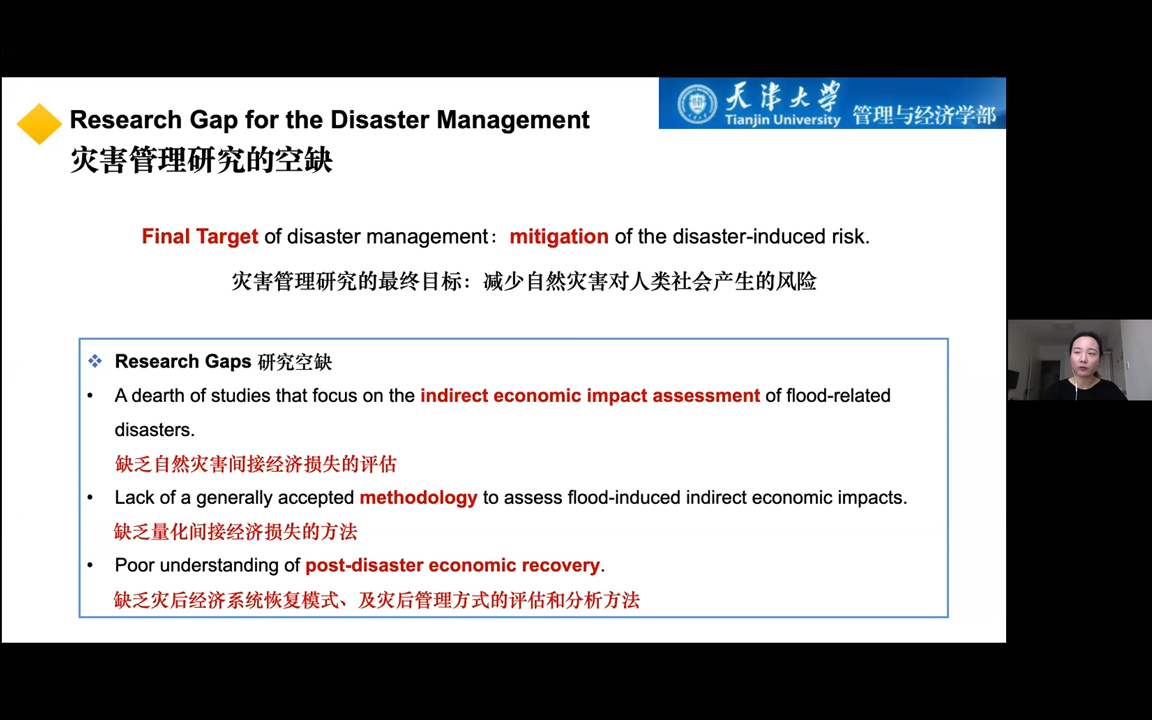 Research Gap for the Disaster Management
灾害管理研究的空缺
天津大学
Tianjin University
管理与经济学部
Final Target of disaster management：mitigation of the disaster-induced risk.
灾害管理研究的最终目标：减少自然灾害对人类社会产生的风险
❖ Research Gaps 研究空缺
• A dearth of studies that focus on the indirect economic impact assessment of flood-related
disasters.
缺乏自然灾害间接经济损失的评估
• Lack of a generally accepted methodology to assess flood-induced indirect economic impacts.
缺乏量化间接经济损失的方法
• Poor understanding of post-disaster economic recovery.
缺乏灾后经济系统恢复模式、及灾后管理方式的评估和分析方法